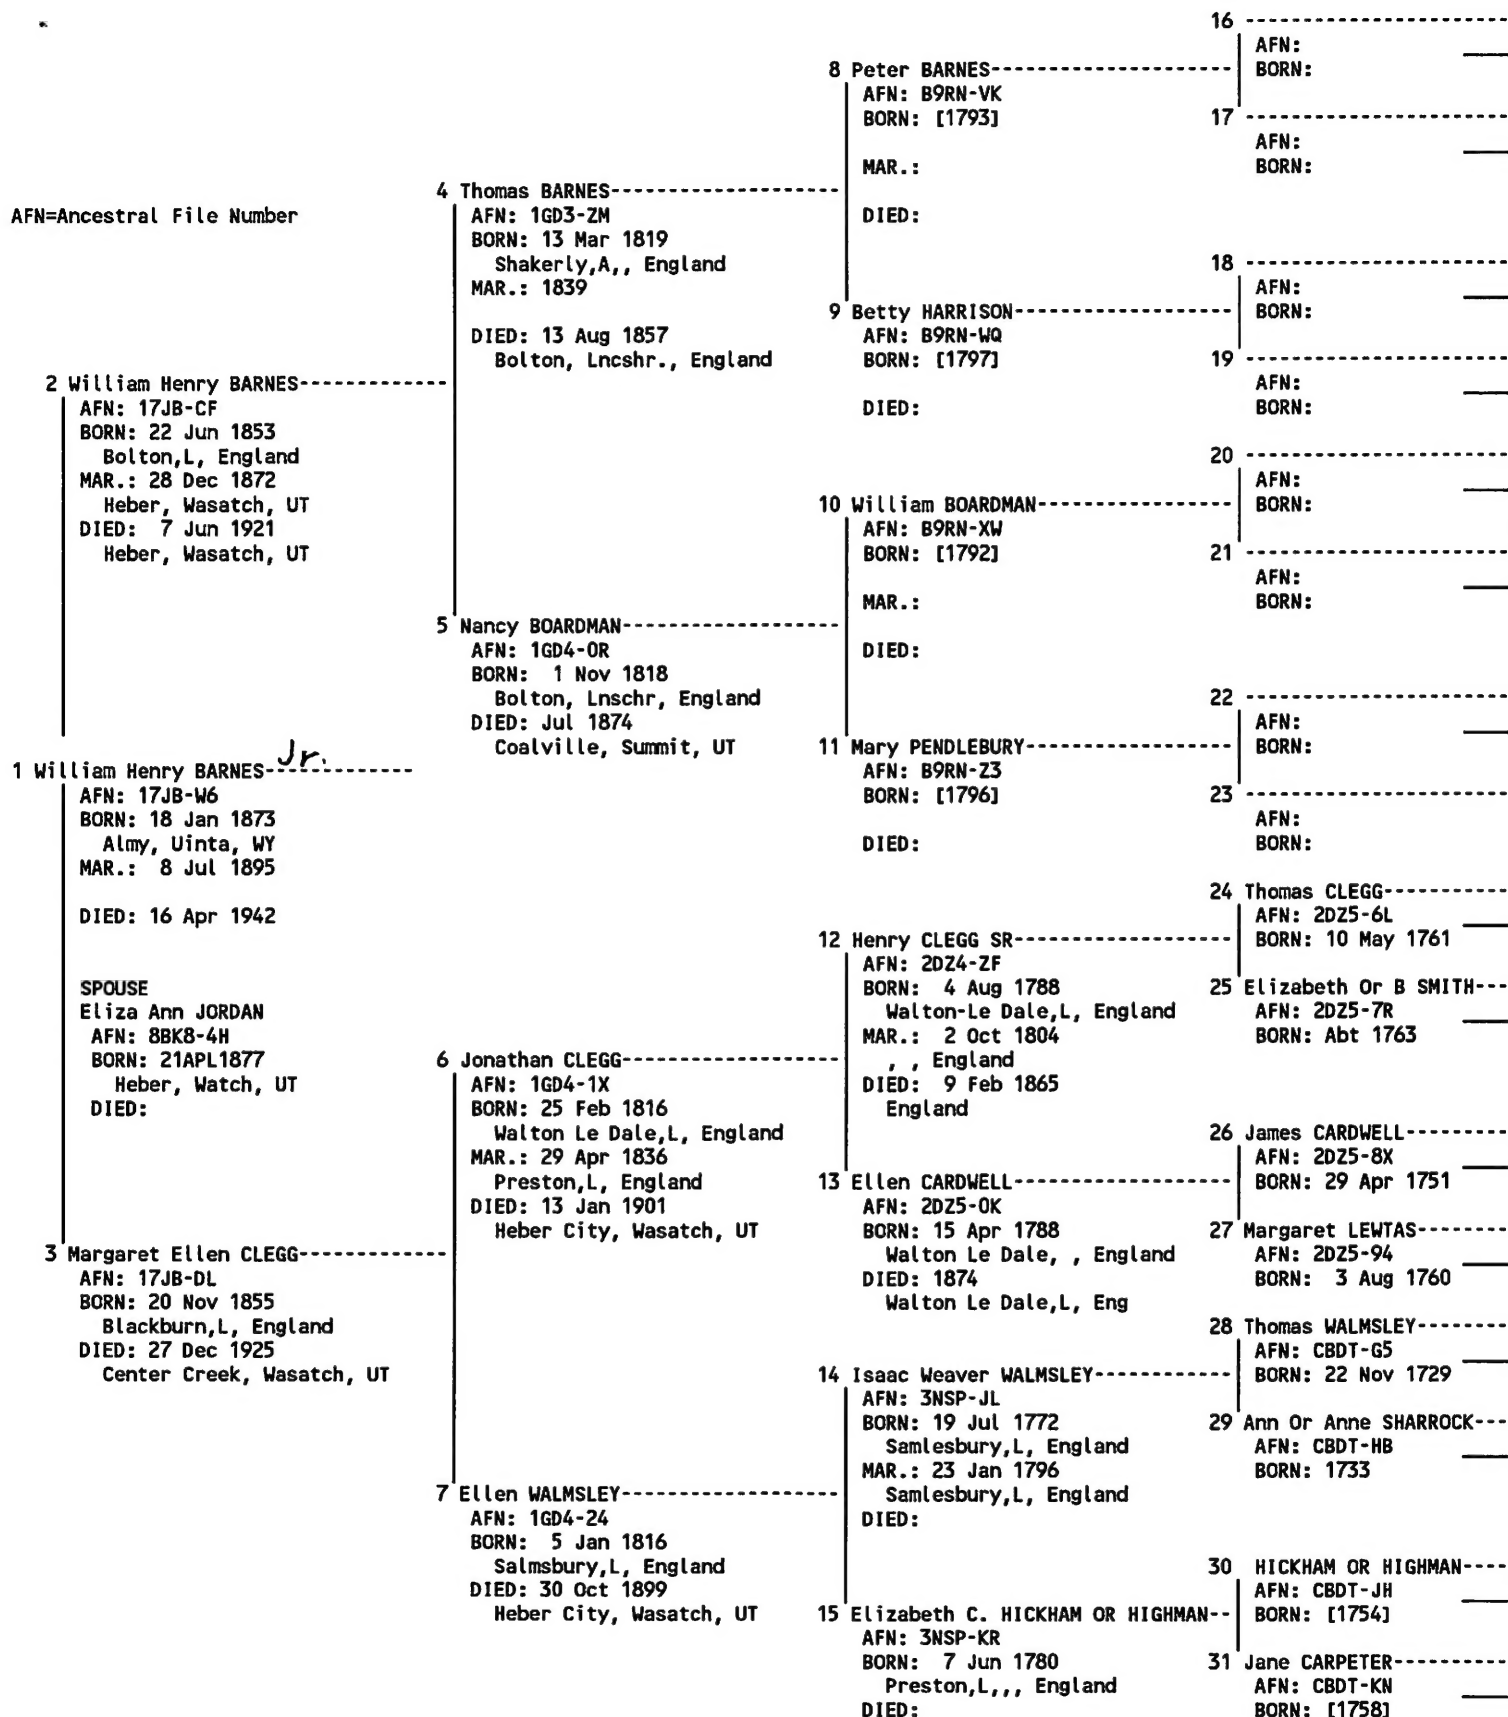 AFN=Ancestral File Number
1 William Henry BARNES------------- Jr.
AFN: 17JB-W6
BORN: 18 Jan 1873
Almy, Uinta, WY
MAR.: 8 Jul 1895
DIED: 16 Apr 1942
SPOUSE
Eliza Ann JORDAN
AFN: 8BK8-4H
BORN: 21APL1877
Heber, Watch, UT
DIED:
2 William Henry BARNES-------------
AFN: 17JB-CF
BORN: 22 Jun 1853
Bolton,L, England
MAR.: 28 Dec 1872
Heber, Wasatch, UT
DIED: 7 Jun 1921
Heber, Wasatch, UT
3 Margaret Ellen CLEGG-------------
AFN: 17JB-DL
BORN: 20 Nov 1855
Blackburn,L, England
DIED: 27 Dec 1925
Center Creek, Wasatch, UT
4 Thomas BARNES--------------------
AFN: 1GD3-ZM
BORN: 13 Mar 1819
Shakerly,A,, England
MAR.: 1839
DIED: 13 Aug 1857
Bolton, Lncshr., England
5 Nancy BOARDMAN-------------------
AFN: 1GD4-0R
BORN: 1 Nov 1818
Bolton, Lnschr, England
DIED: Jul 1874
Coalville, Summit, UT
6 Jonathan CLEGG-------------------
AFN: 1GD4-1X
BORN: 25 Feb 1816
Walton Le Dale,L, England
MAR.: 29 Apr 1836
Preston,L, England
DIED: 13 Jan 1901
Heber City, Wasatch, UT
7 Ellen WALMSLEY-------------------
AFN: 1GD4-24
BORN: 5 Jan 1816
Salmsbury,L, England
DIED: 30 Oct 1899
Heber City, Wasatch, UT
8 Peter BARNES---------------------
AFN: B9RN-VK
BORN: [1793]
MAR.:
DIED:
9 Betty HARRISON-------------------
AFN: B9RN-WQ
BORN: [1797]
DIED:
10 William BOARDMAN-----------------
AFN: B9RN-XW
BORN: [1792]
MAR.:
DIED:
11 Mary PENDLEBURY------------------
AFN: B9RN-Z3
BORN: [1796]
DIED:
12 Henry CLEGG SR-------------------
AFN: 2DZ4-ZF
BORN: 4 Aug 1788
Walton-Le Dale,L, England
MAR.: 2 Oct 1804
, , England
DIED: 9 Feb 1865
England
13 Ellen CARDWELL-------------------
AFN: 2DZ5-0K
BORN: 15 Apr 1788
Walton Le Dale, , England
DIED: 1874
Walton Le Dale,L, Eng
14 Isaac Weaver WALMSLEY------------
AFN: 3NSP-JL
BORN: 19 Jul 1772
Samlesbury,L, England
MAR.: 23 Jan 1796
Samlesbury,L, England
DIED:
15 Elizabeth C. HICKHAM OR HIGHMAN--
AFN: 3NSP-KR
BORN: 7 Jun 1780
Preston,L,,, England
DIED:
16 -----------------------
AFN:
BORN:
17 -----------------------
AFN:
BORN:
18 -----------------------
AFN:
BORN:
19 -----------------------
AFN:
BORN:
20 -----------------------
AFN:
BORN:
21 -----------------------
AFN:
BORN:
22 -----------------------
AFN:
BORN:
23 -----------------------
AFN:
BORN:
24 Thomas CLEGG-----------
AFN: 2DZ5-6L
BORN: 10 May 1761
25 Elizabeth Or B SMITH---
AFN: 2DZ5-7R
BORN: Abt 1763
26 James CARDWELL---------
AFN: 2DZ5-8X
BORN: 29 Apr 1751
27 Margaret LEWTAS--------
AFN: 2DZ5-94
BORN: 3 Aug 1760
28 Thomas WALMSLEY--------
AFN: CBDT-G5
BORN: 22 Nov 1729
29 Ann Or Anne SHARROCK---
AFN: CBDT-HB
BORN: 1733
30 HICKHAM OR HIGHMAN----
AFN: CBDT-JH
BORN: [1754]
31 Jane CARPETER----------
AFN: CBDT-KN
BORN: [1758]